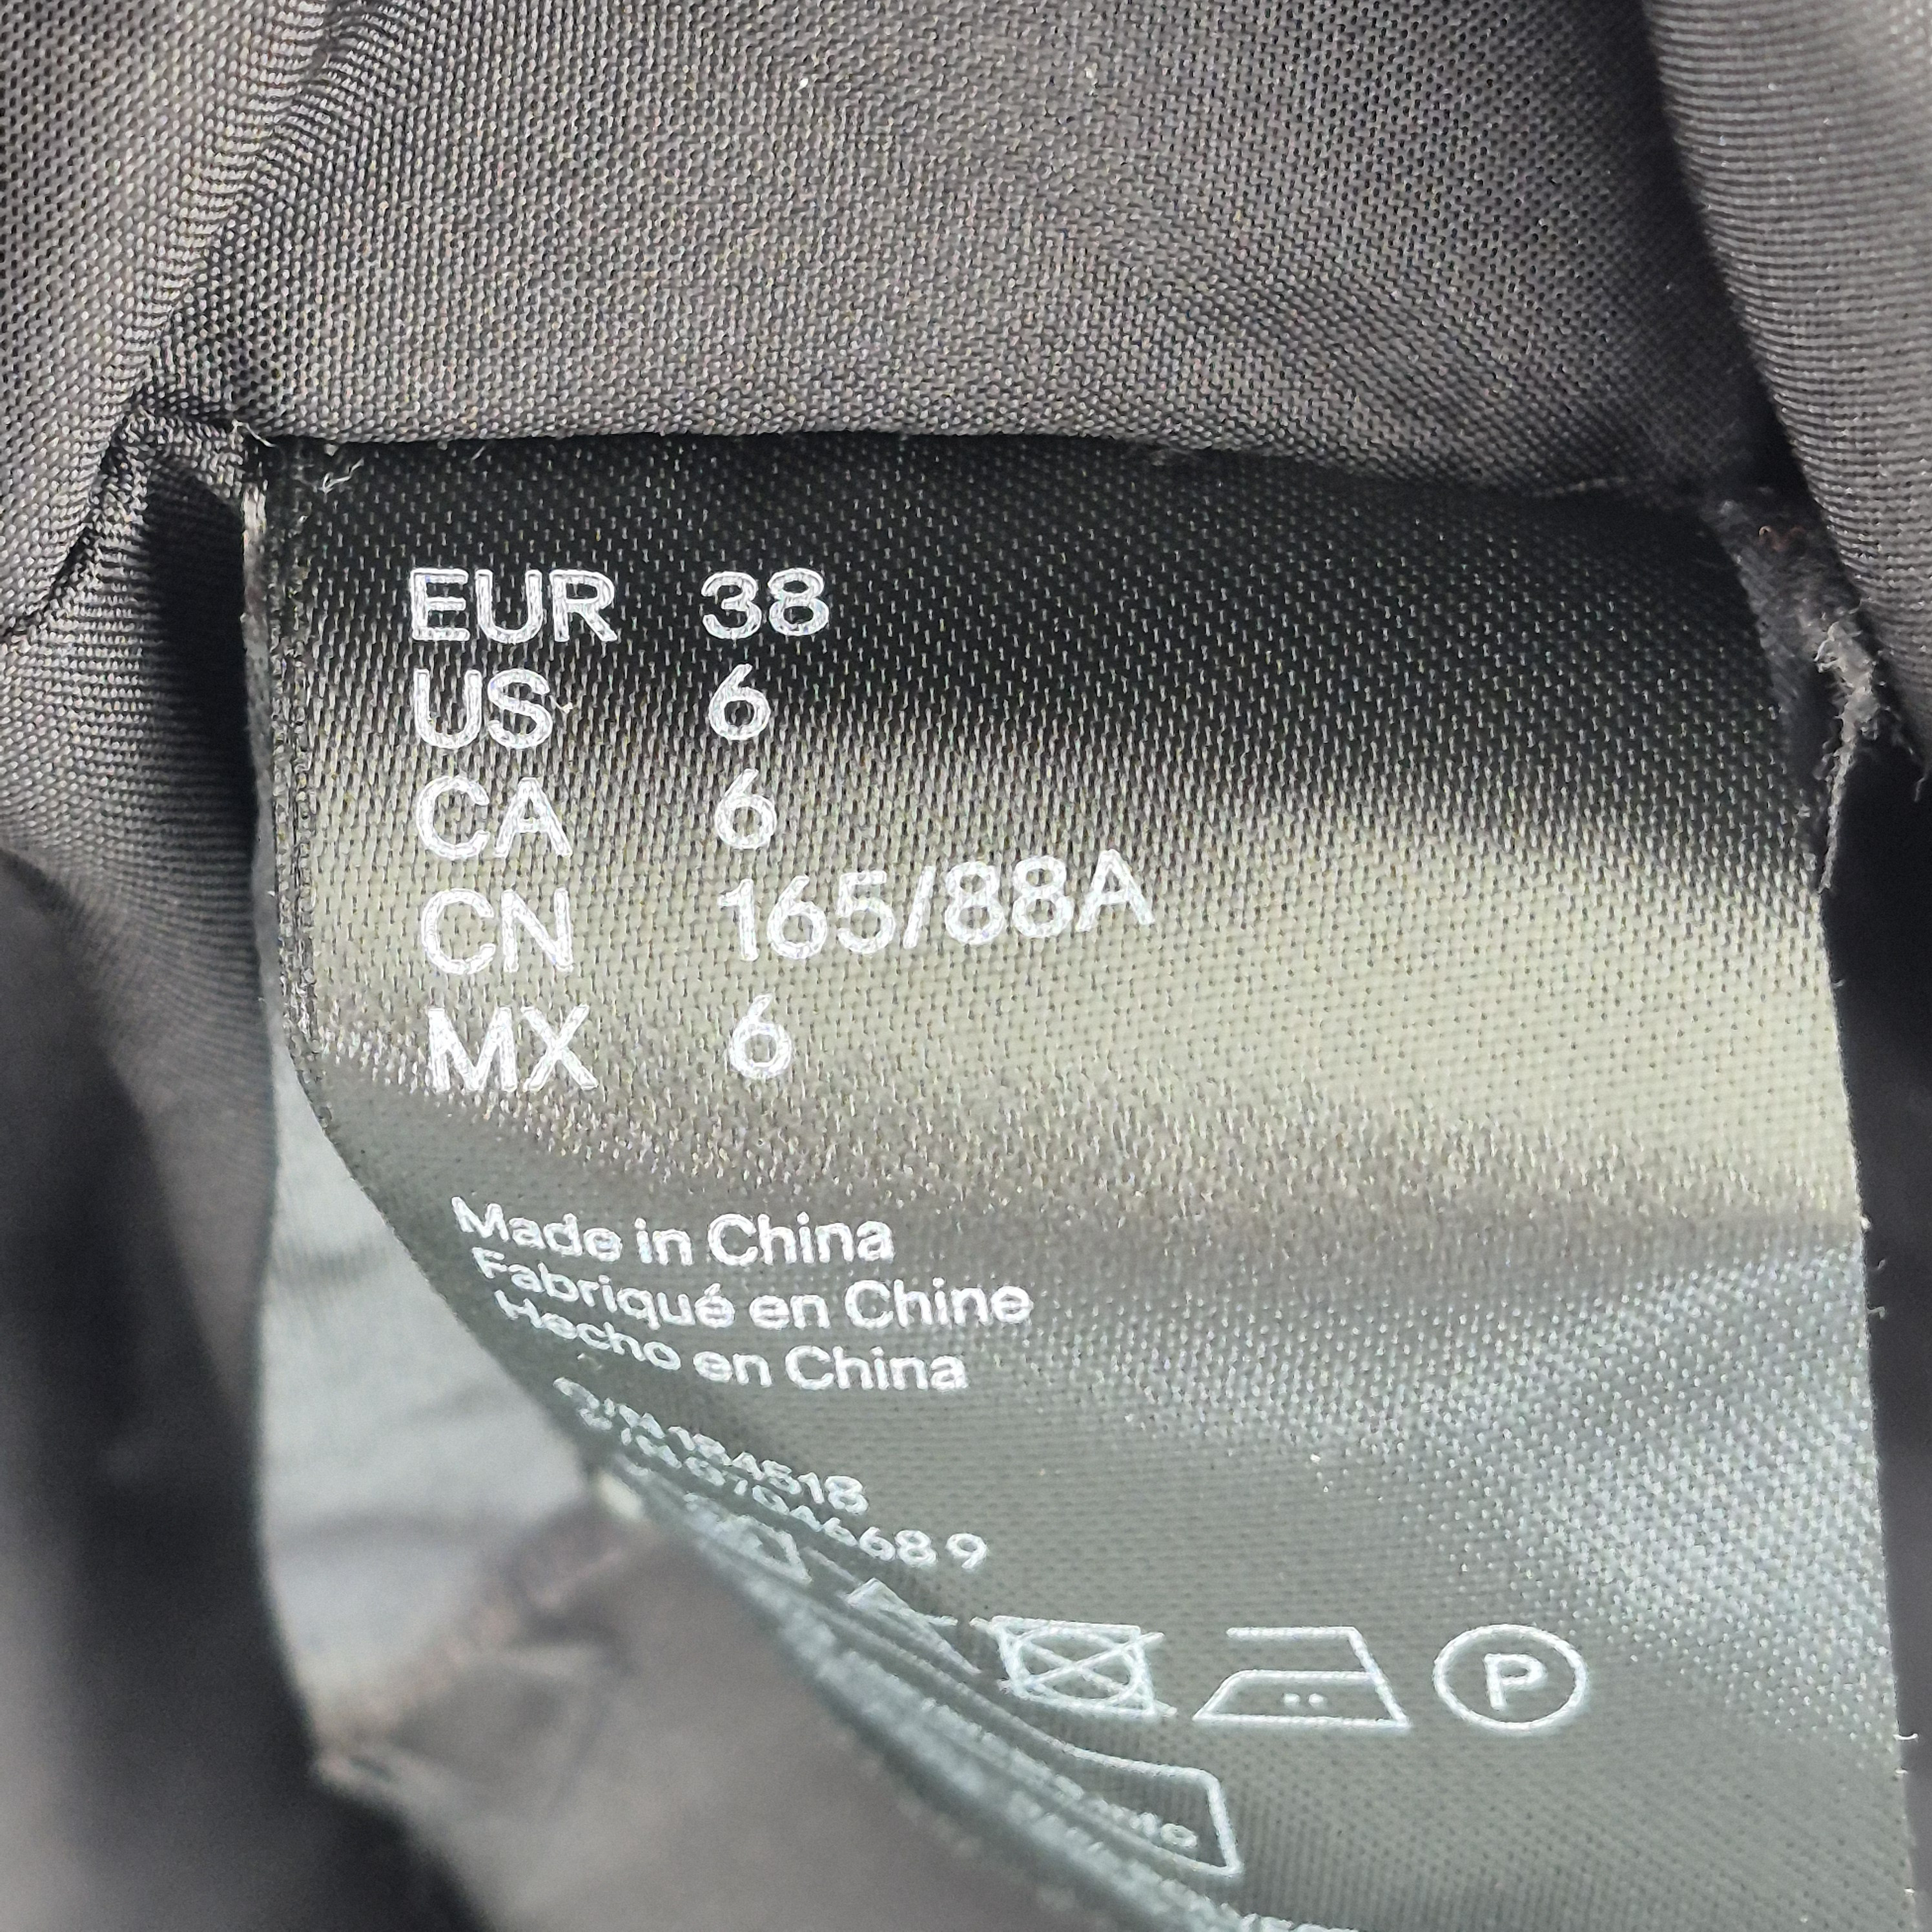 EUR 38
US 6
CA 6
CN 165/88A
MX 6
Made in China
Fabriqué en Chine
Hecho en China
P